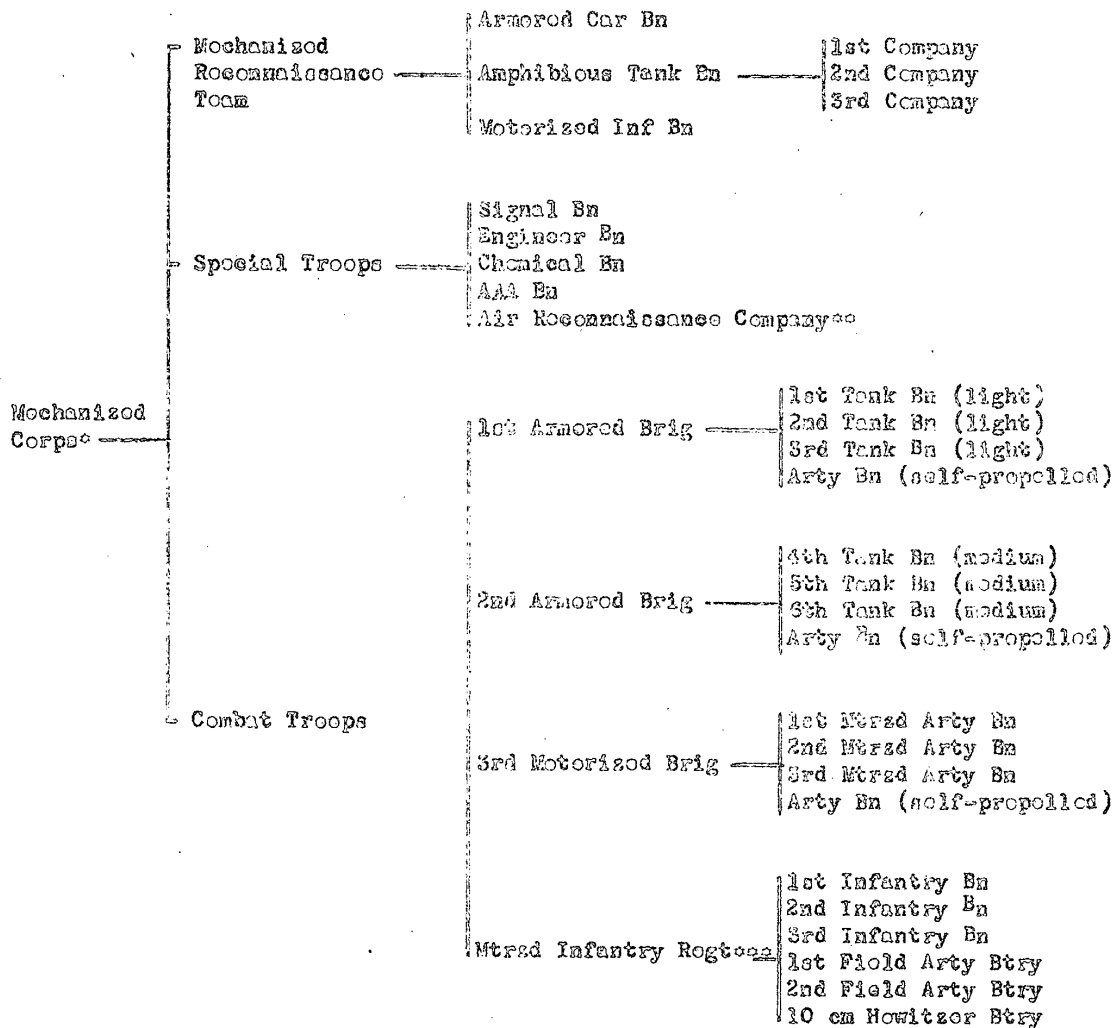 Mechanized
Corps*
Mechanized
Reconnaissance
Team
Armored Car Bn
Amphibious Tank Bn
1st Company
2nd Company
3rd Company
Motorized Inf Bn
Special Troops
Signal Bn
Engineer Bn
Chemical Bn
AAA Bn
Air Reconnaissance Company**
Combat Troops
1st Armored Brig
1st Tank Bn (light)
2nd Tank Bn (light)
3rd Tank Bn (light)
Arty Bn (self-propelled)
2nd Armored Brig
4th Tank Bn (medium)
5th Tank Bn (medium)
6th Tank Bn (medium)
Arty Bn (self-propelled)
3rd Motorized Brig
1st Mtrzd Arty Bn
2nd Mtrzd Arty Bn
3rd Mtrzd Arty Bn
Arty Bn (self-propelled)
Mtrzd Infantry Regt***
1st Infantry Bn
2nd Infantry Bn
3rd Infantry Bn
1st Field Arty Btry
2nd Field Arty Btry
10 cm Howitzer Btry